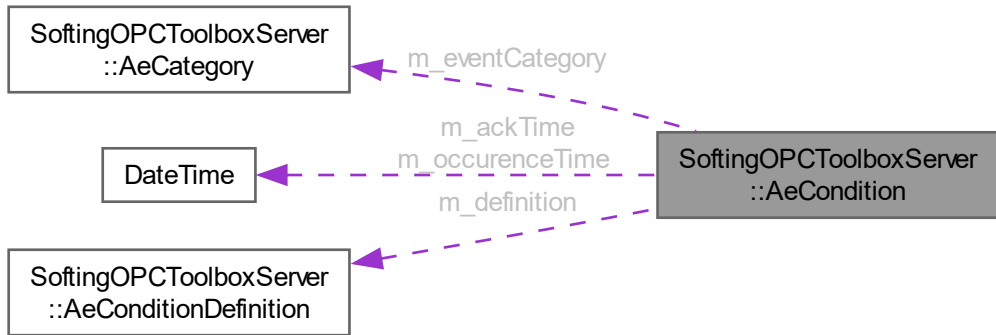 SoftingOPCToolboxServer
::AeCategory
m_eventCategory
m_ackTime
m_occurenceTime
DateTime
SoftingOPCToolboxServer
::AeCondition
m_definition
SoftingOPCToolboxServer
::AeConditionDefinition